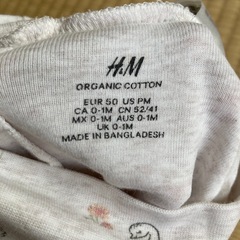 H&M
ORGANIC COTTON
EUR 50 US PM
CA 0-1M CN 52/41
MX 0-1M AUS 0-1M
UK 0-1M
MADE IN BANGLADESH